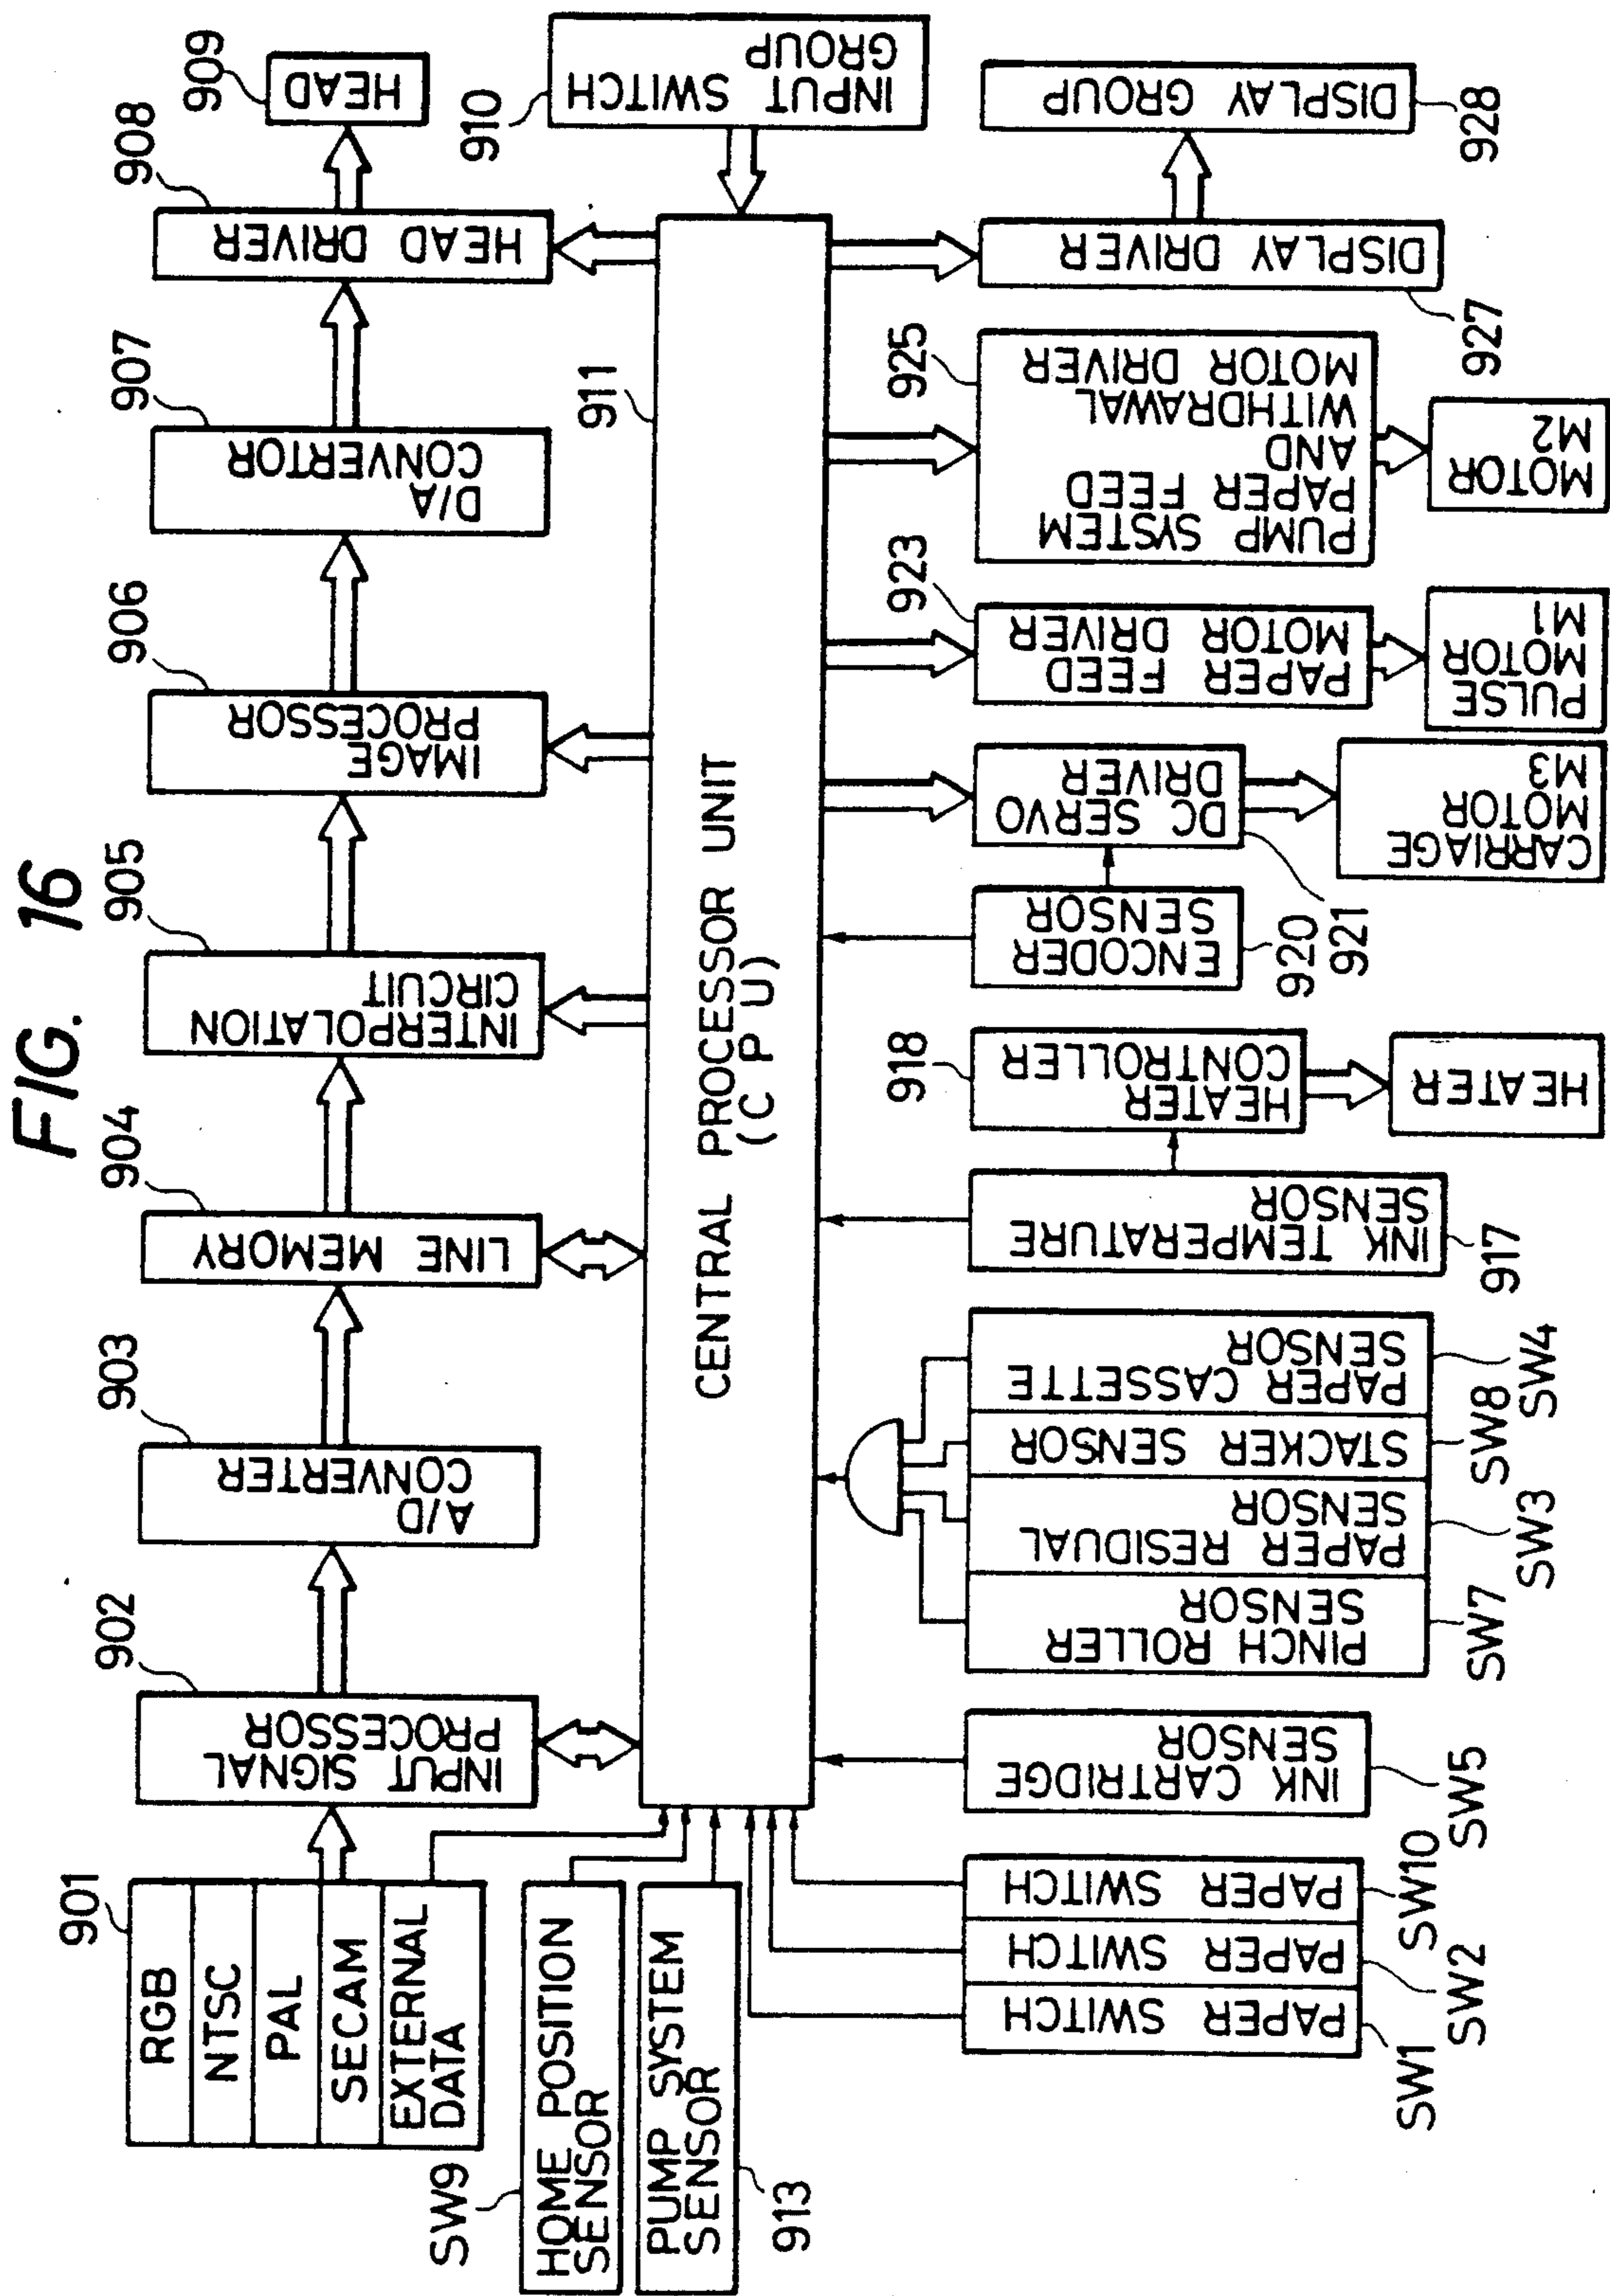 FIG. 16
901
RGB
NTSC
PAL
SECAM
EXTERNAL
DATA
902
INPUT SIGNAL
PROCESSOR
903
A/D
CONVERTER
904
LINE MEMORY
905
INTERPOLATION
CIRCUIT
906
IMAGE
PROCESSOR
907
D/A
CONVERTOR
908
HEAD DRIVER
909
HEAD
910
INPUT SWITCH
GROUP
911
CENTRAL PROCESSOR UNIT
(C P U)
SW9
HOME POSITION
SENSOR
PUMP SYSTEM
SENSOR
913
PAPER SWITCH
PAPER SWITCH
PAPER SWITCH
SW1
SW2
SW10
INK CARTRIDGE
SENSOR
SW5
PINCH ROLLER
SENSOR
PAPER RESIDUAL
SENSOR
STACKER SENSOR
PAPER CASSETTE
SENSOR
SW7
SW3
SW8
SW4
INK TEMPERATURE
SENSOR
917
918
HEATER
CONTROLLER
HEATER
ENCODER
SENSOR
920
DC SERVO
DRIVER
921
CARRIAGE
MOTOR
M3
923
PAPER FEED
MOTOR DRIVER
PULSE
MOTOR
M1
925
PUMP SYSTEM
PAPER FEED
AND
WITHDRAWAL
MOTOR DRIVER
MOTOR
M2
DISPLAY DRIVER
927
DISPLAY GROUP
928